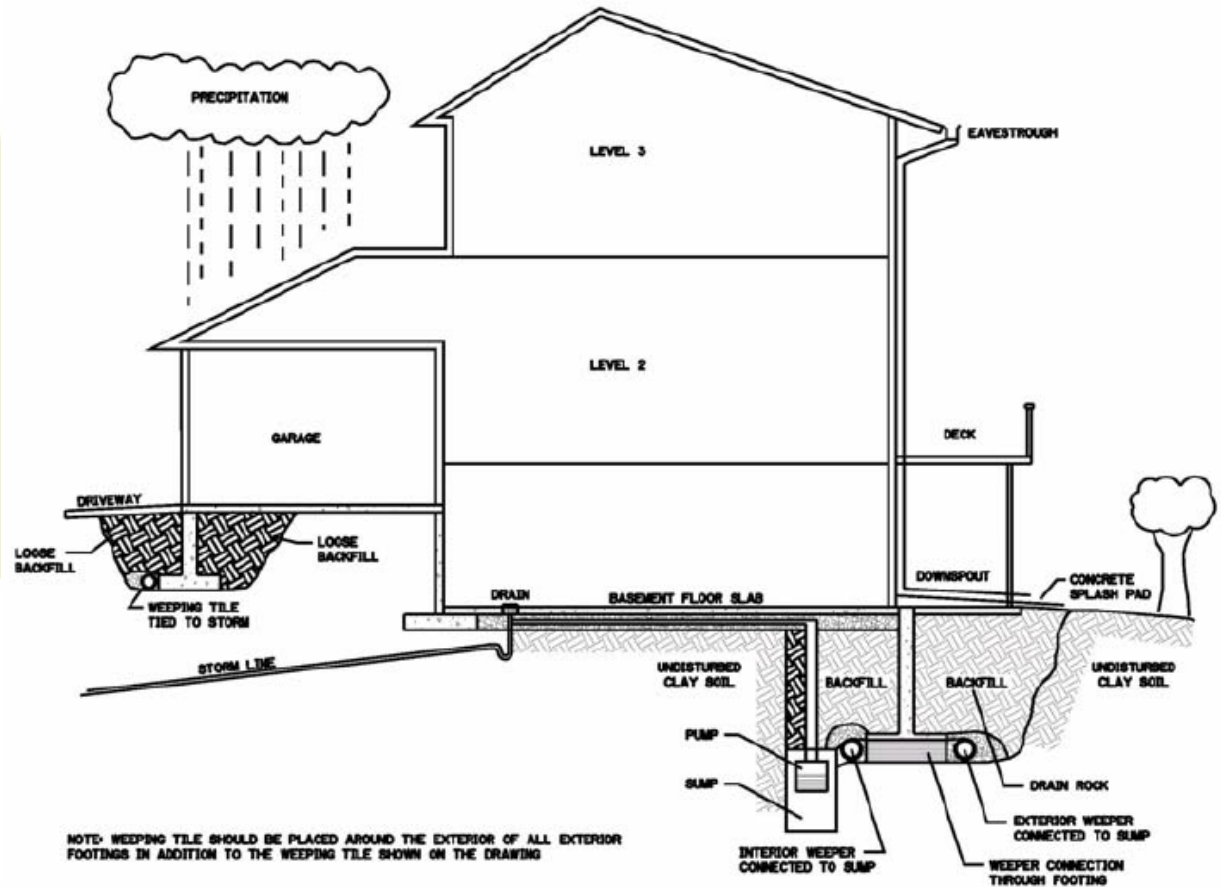 PRECIPITATION
EAVESTROUGH
LEVEL 3
LEVEL 2
GARAGE
DECK
DRIVEWAY
LOOSE
BACKFILL
LOOSE
BACKFILL
WEEPING TILE
TIED TO STORM
DRAIN
BASEMENT FLOOR SLAB
DOWNSPOUT
CONCRETE
SPLASH PAD
STORM LINE
UNDISTURBED
CLAY SOIL
BACKFILL
BACKFILL
UNDISTURBED
CLAY SOIL
PUMP
SUMP
DRAIN ROCK
EXTERIOR WEEPER
CONNECTED TO SUMP
INTERIOR WEEPER
CONNECTED TO SUMP
WEEPER CONNECTION
THROUGH FOOTING
NOTE: WEEPING TILE SHOULD BE PLACED AROUND THE EXTERIOR OF ALL EXTERIOR
FOOTINGS IN ADDITION TO THE WEEPING TILE SHOWN ON THE DRAWING